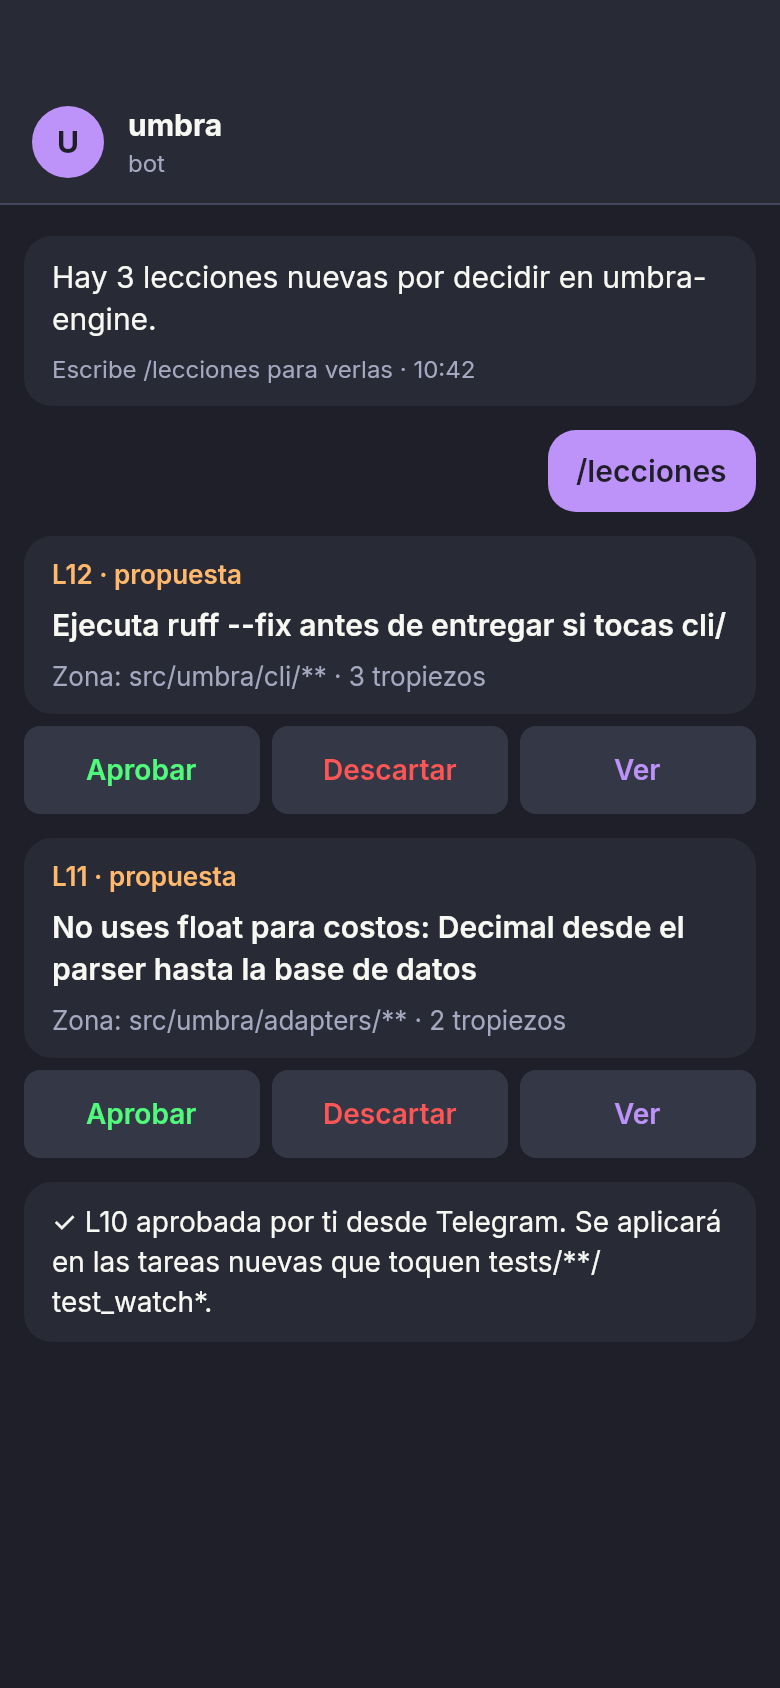 U
umbra
bot
Hay 3 lecciones nuevas por decidir en umbra-
engine.
Escribe /lecciones para verlas · 10:42
/lecciones
L12 · propuesta
Ejecuta ruff --fix antes de entregar si tocas cli/
Zona: src/umbra/cli/** · 3 tropiezos
Aprobar Descartar Ver
L11 · propuesta
No uses float para costos: Decimal desde el
parser hasta la base de datos
Zona: src/umbra/adapters/** · 2 tropiezos
Aprobar Descartar Ver
✓ L10 aprobada por ti desde Telegram. Se aplicará
en las tareas nuevas que toquen tests/**/
test_watch*.